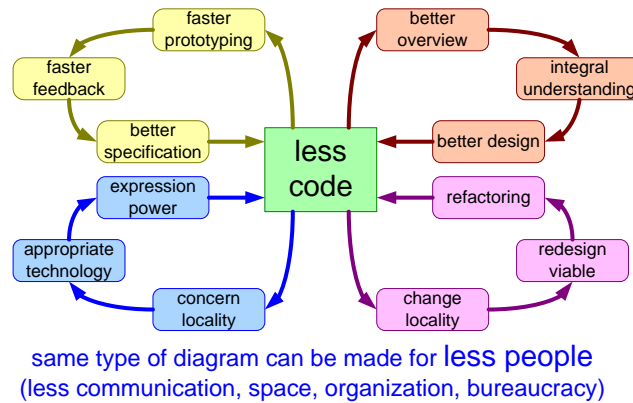 faster
prototyping
faster
feedback
better
specification
better
overview
integral
understanding
better design
less
code
expression
power
appropriate
technology
concern
locality
refactoring
redesign
viable
change
locality
same type of diagram can be made for less people
(less communication, space, organization, bureaucracy)